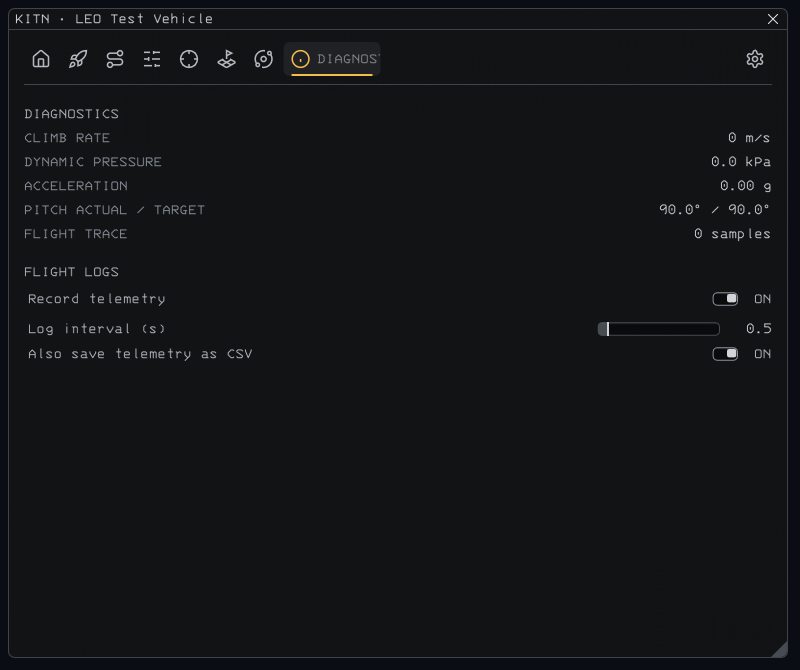 KITN · LEO Test Vehicle
DIAGNOS
DIAGNOSTICS
CLIMB RATE 0 m/s
DYNAMIC PRESSURE 0.0 kPa
ACCELERATION 0.00 g
PITCH ACTUAL / TARGET 90.0° / 90.0°
FLIGHT TRACE 0 samples
FLIGHT LOGS
Record telemetry ON
Log interval (s) 0.5
Also save telemetry as CSV ON